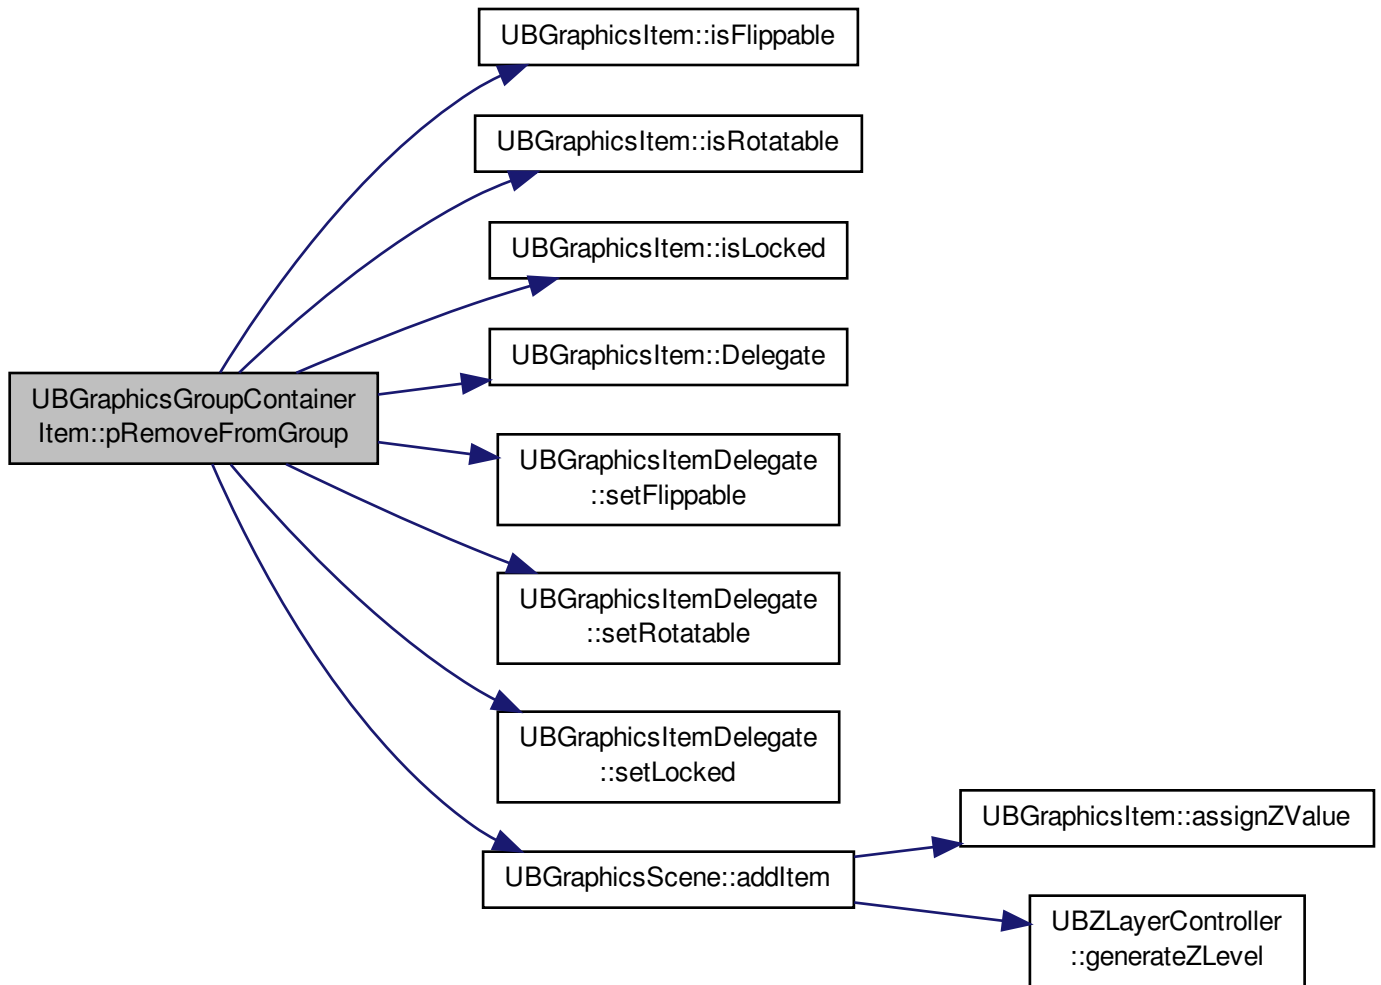 UBGraphicsItem::isFlippable
UBGraphicsItem::isRotatable
UBGraphicsItem::isLocked
UBGraphicsItem::Delegate
UBGraphicsGroupContainer
Item::pRemoveFromGroup
UBGraphicsItemDelegate
::setFlippable
UBGraphicsItemDelegate
::setRotatable
UBGraphicsItemDelegate
::setLocked
UBGraphicsScene::addItem
UBGraphicsItem::assignZValue
UBZLayerController
::generateZLevel